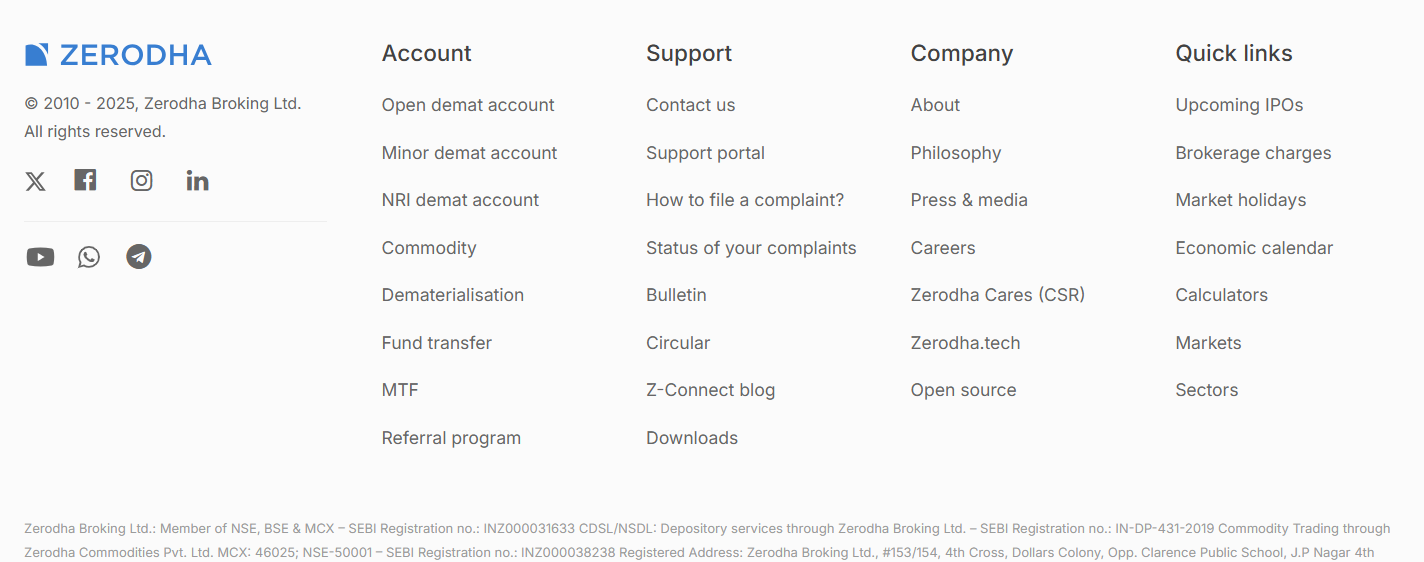 ZERODHA
© 2010 - 2025, Zerodha Broking Ltd.
All rights reserved.
Account
Open demat account
Minor demat account
NRI demat account
Commodity
Dematerialisation
Fund transfer
MTF
Referral program
Support
Contact us
Support portal
How to file a complaint?
Status of your complaints
Bulletin
Circular
Z-Connect blog
Downloads
Company
About
Philosophy
Press & media
Careers
Zerodha Cares (CSR)
Zerodha.tech
Open source
Quick links
Upcoming IPOs
Brokerage charges
Market holidays
Economic calendar
Calculators
Markets
Sectors
Zerodha Broking Ltd.: Member of NSE, BSE & MCX – SEBI Registration no.: INZ000031633 CDSL/NSDL: Depository services through Zerodha Broking Ltd. – SEBI Registration no.: IN-DP-431-2019 Commodity Trading through
Zerodha Commodities Pvt. Ltd. MCX: 46025; NSE-50001 – SEBI Registration no.: INZ000038238 Registered Address: Zerodha Broking Ltd., #153/154, 4th Cross, Dollars Colony, Opp. Clarence Public School, J.P Nagar 4th